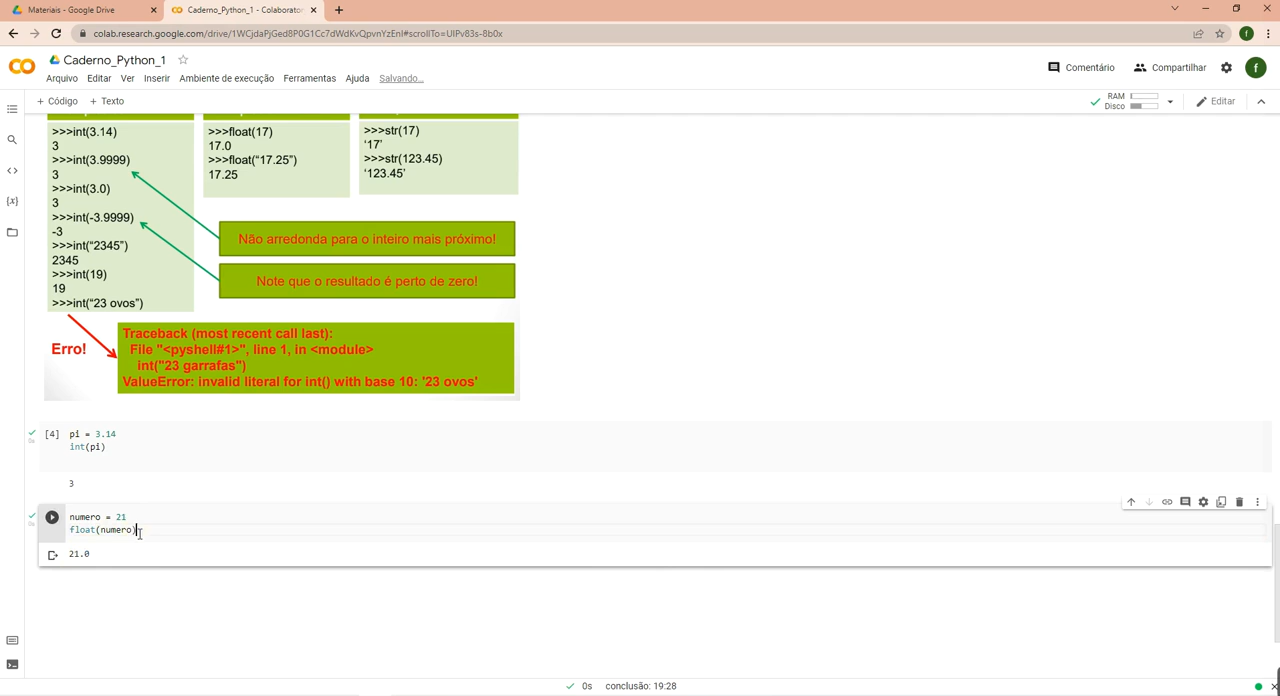 Materiais - Google Drive
Caderno_Python_1 - Colaborator
colab.research.google.com/drive/1WCjdaPjGed8P0G1Cc7dWdKvQpvnYzEnI#scrollTo=UIPv83s-8b0x
f
Caderno_Python_1
Arquivo Editar Ver Inserir Ambiente de execução Ferramentas Ajuda Salvando...
Comentário Compartilhar f
+ Código + Texto
RAM
Disco
Editar
>>>int(3.14)
3
>>>int(3.9999)
3
>>>int(3.0)
3
>>>int(-3.9999)
-3
>>>int(“2345”)
2345
>>>int(19)
19
>>>int(“23 ovos”)
>>>float(17)
17.0
>>>float(“17.25”)
17.25
>>>str(17)
‘17’
>>>str(123.45)
‘123.45’
Não arredonda para o inteiro mais próximo!
Note que o resultado é perto de zero!
Erro!
Traceback (most recent call last):
File "<pyshell#1>", line 1, in <module>
int("23 garrafas")
ValueError: invalid literal for int() with base 10: '23 ovos'
[4] pi = 3.14
int(pi)
0s
3
numero = 21
float(numero)
0s
21.0
0s conclusão: 19:28